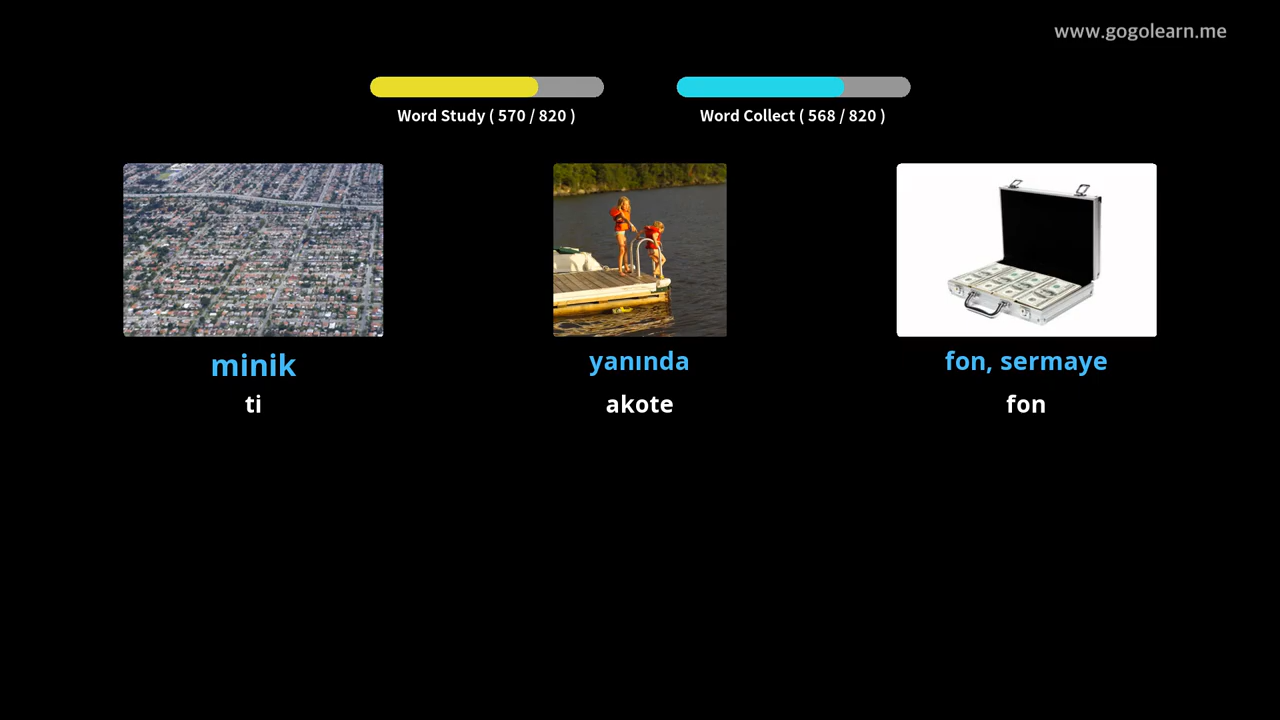 www.gogolearn.me
Word Study ( 570 / 820 )
Word Collect ( 568 / 820 )
minik
ti
yanında
akote
fon, sermaye
fon